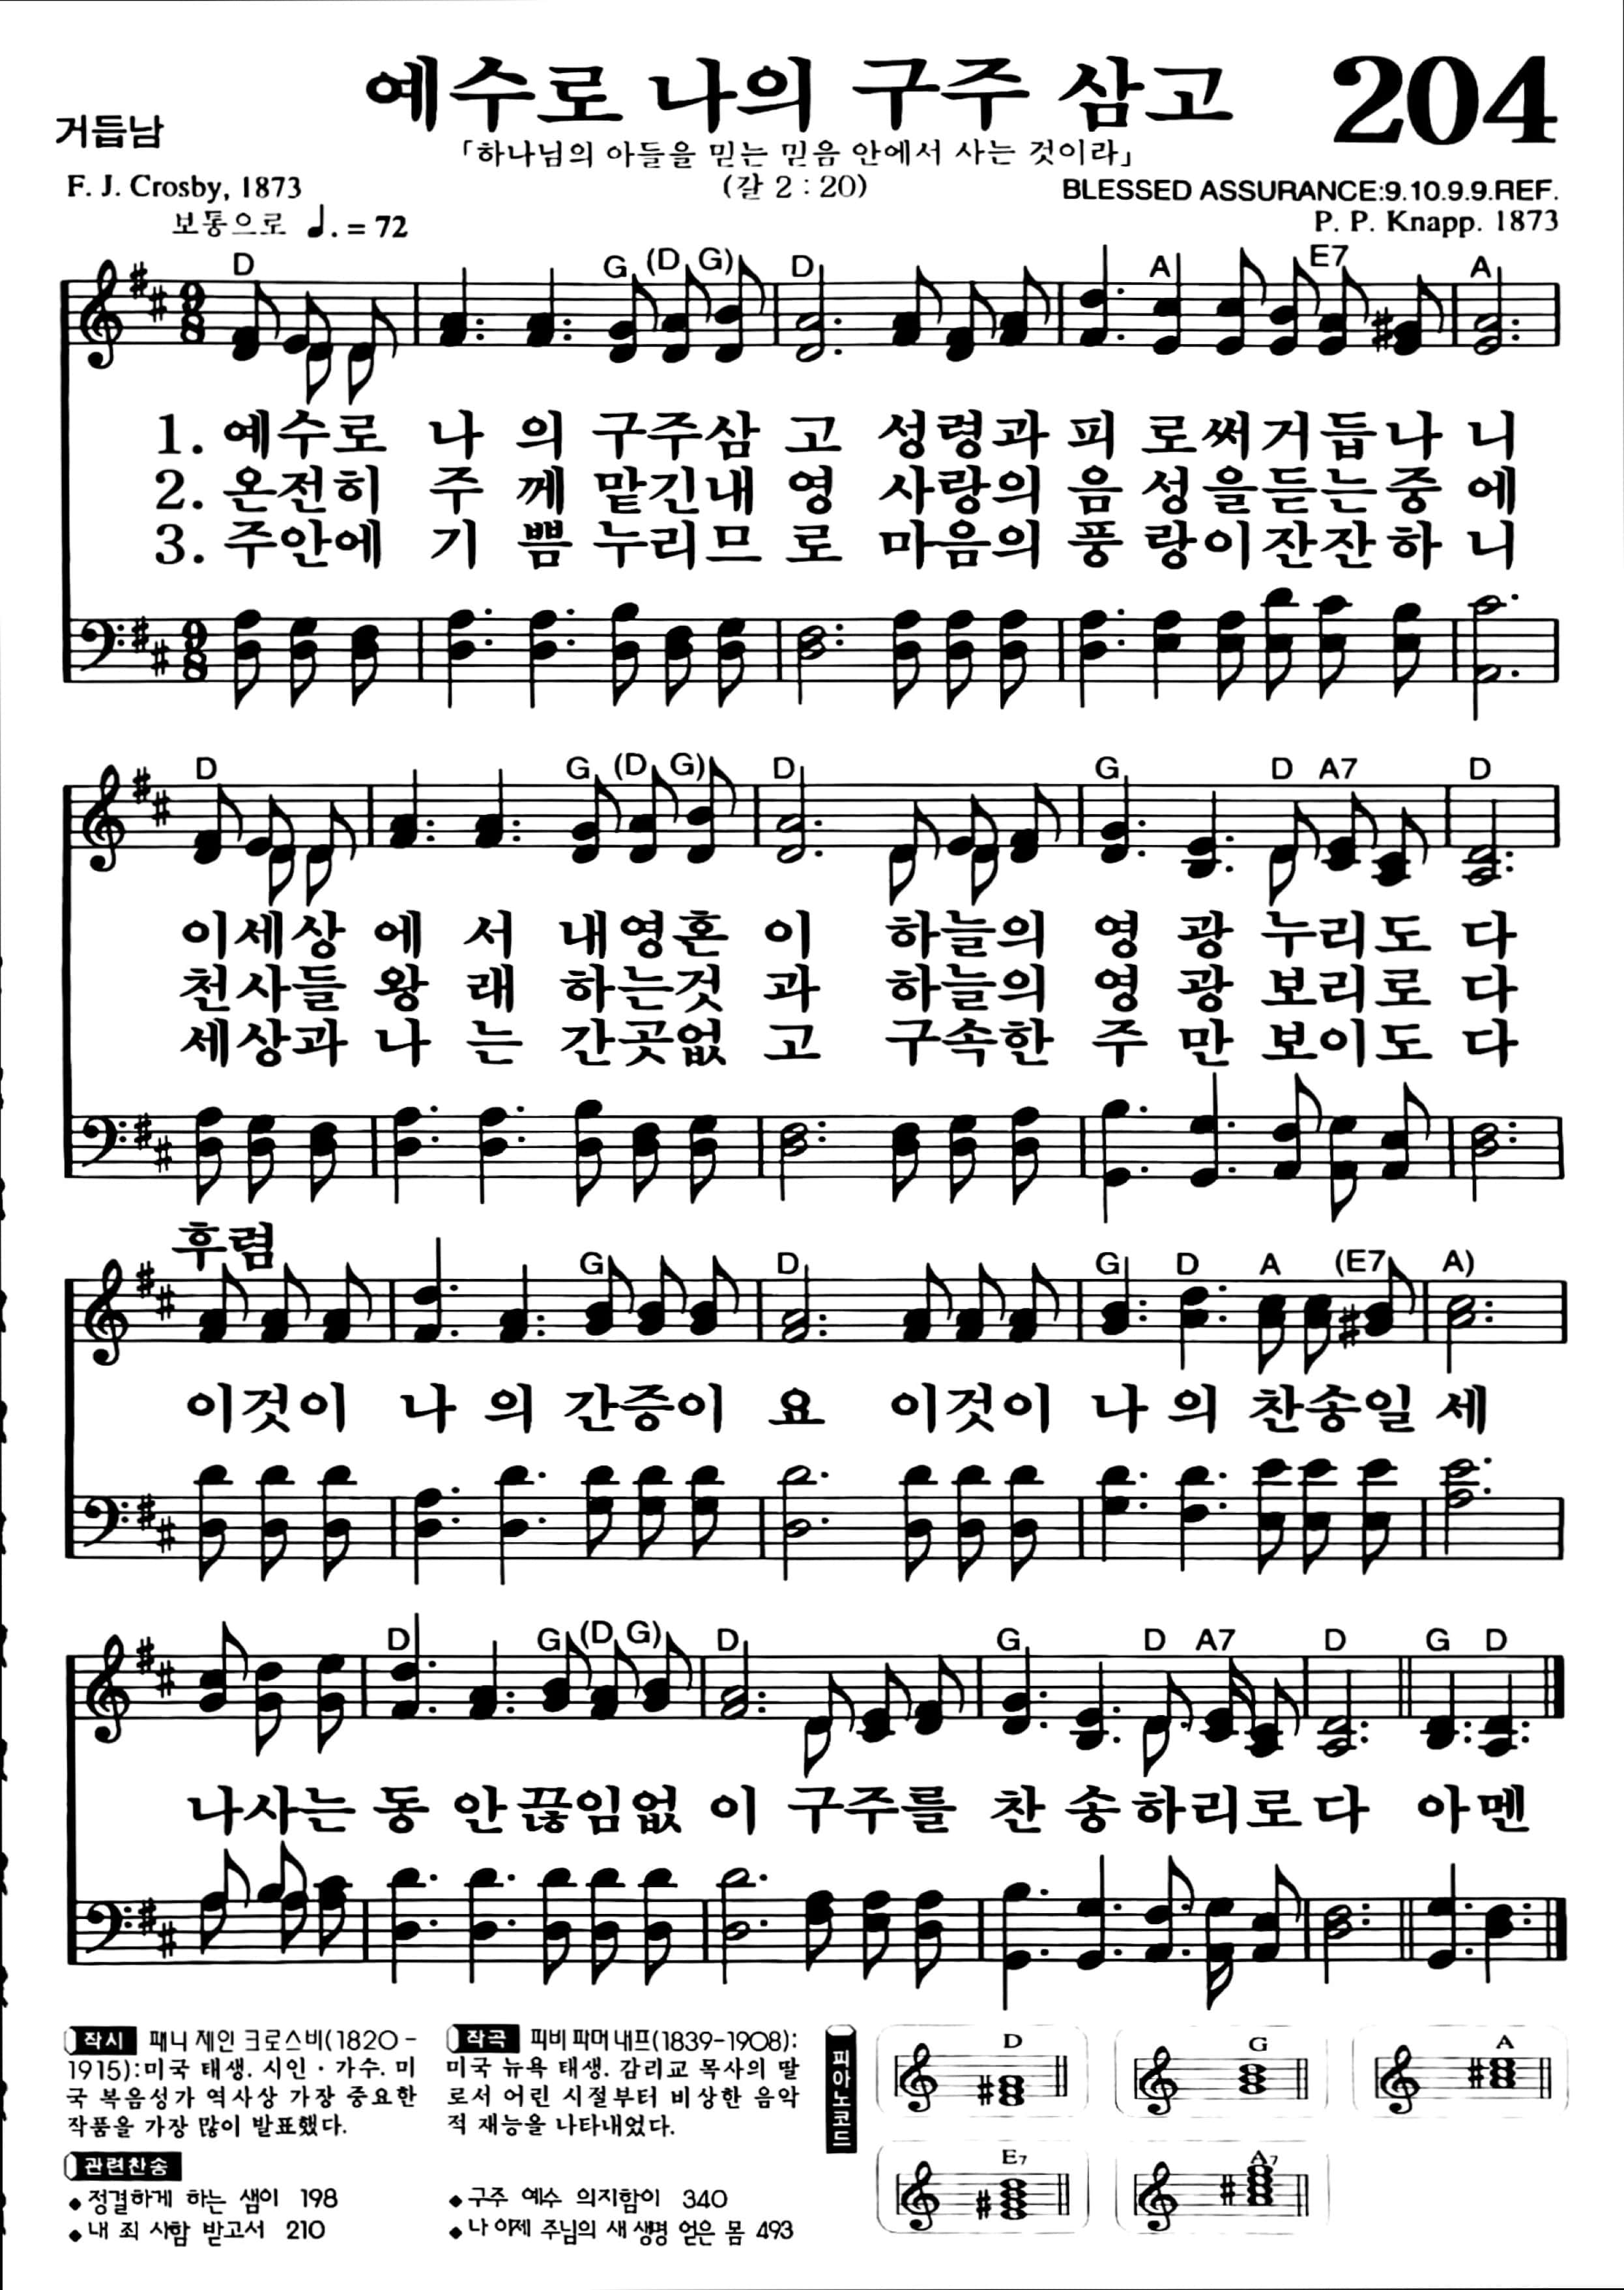 예수로 나의 구주 삼고 204
거듭남
「하나님의 아들을 믿는 믿음 안에서 사는 것이라」
F. J. Crosby, 1873 (갈 2 : 20) BLESSED ASSURANCE:9.10.9.9.REF.
보통으로 ♩. = 72 P. P. Knapp. 1873
D G (D G) D A E7 A
1. 예수로 나 의 구주삼 고 성령과 피 로써거듭나 니
2. 온전히 주 께 맡긴내 영 사랑의 음 성을듣는중 에
3. 주안에 기 쁨 누리므 로 마음의 풍 랑이잔잔하 니
D G (D G) D G D A7 D
이세상 에 서 내영혼 이 하늘의 영 광 누리도 다
천사들 왕 래 하는것 과 하늘의 영 광 보리로 다
세상과 나 는 간곳없 고 구속한 주 만 보이도 다
후렴
G D G D A (E7 A)
이것이 나 의 간증이 요 이것이 나 의 찬송일 세
D G (D G) D G D A7 D G D
나사는 동 안 끊임없 이 구주를 찬 송하리로다 아멘
작시 패니 제인 크로스비(1820-
1915):미국 태생. 시인·가수. 미
국 복음성가 역사상 가장 중요한
작품을 가장 많이 발표했다.
작곡 피비 파머 내프(1839-1908):
미국 뉴욕 태생. 감리교 목사의 딸
로서 어린 시절부터 비상한 음악
적 재능을 나타내었다.
피아노코드
D G A
E7 A7
관련찬송
◆정결하게 하는 샘이 198
◆내 죄 사함 받고서 210
◆구주 예수 의지함이 340
◆나 이제 주님의 새 생명 얻은 몸 493